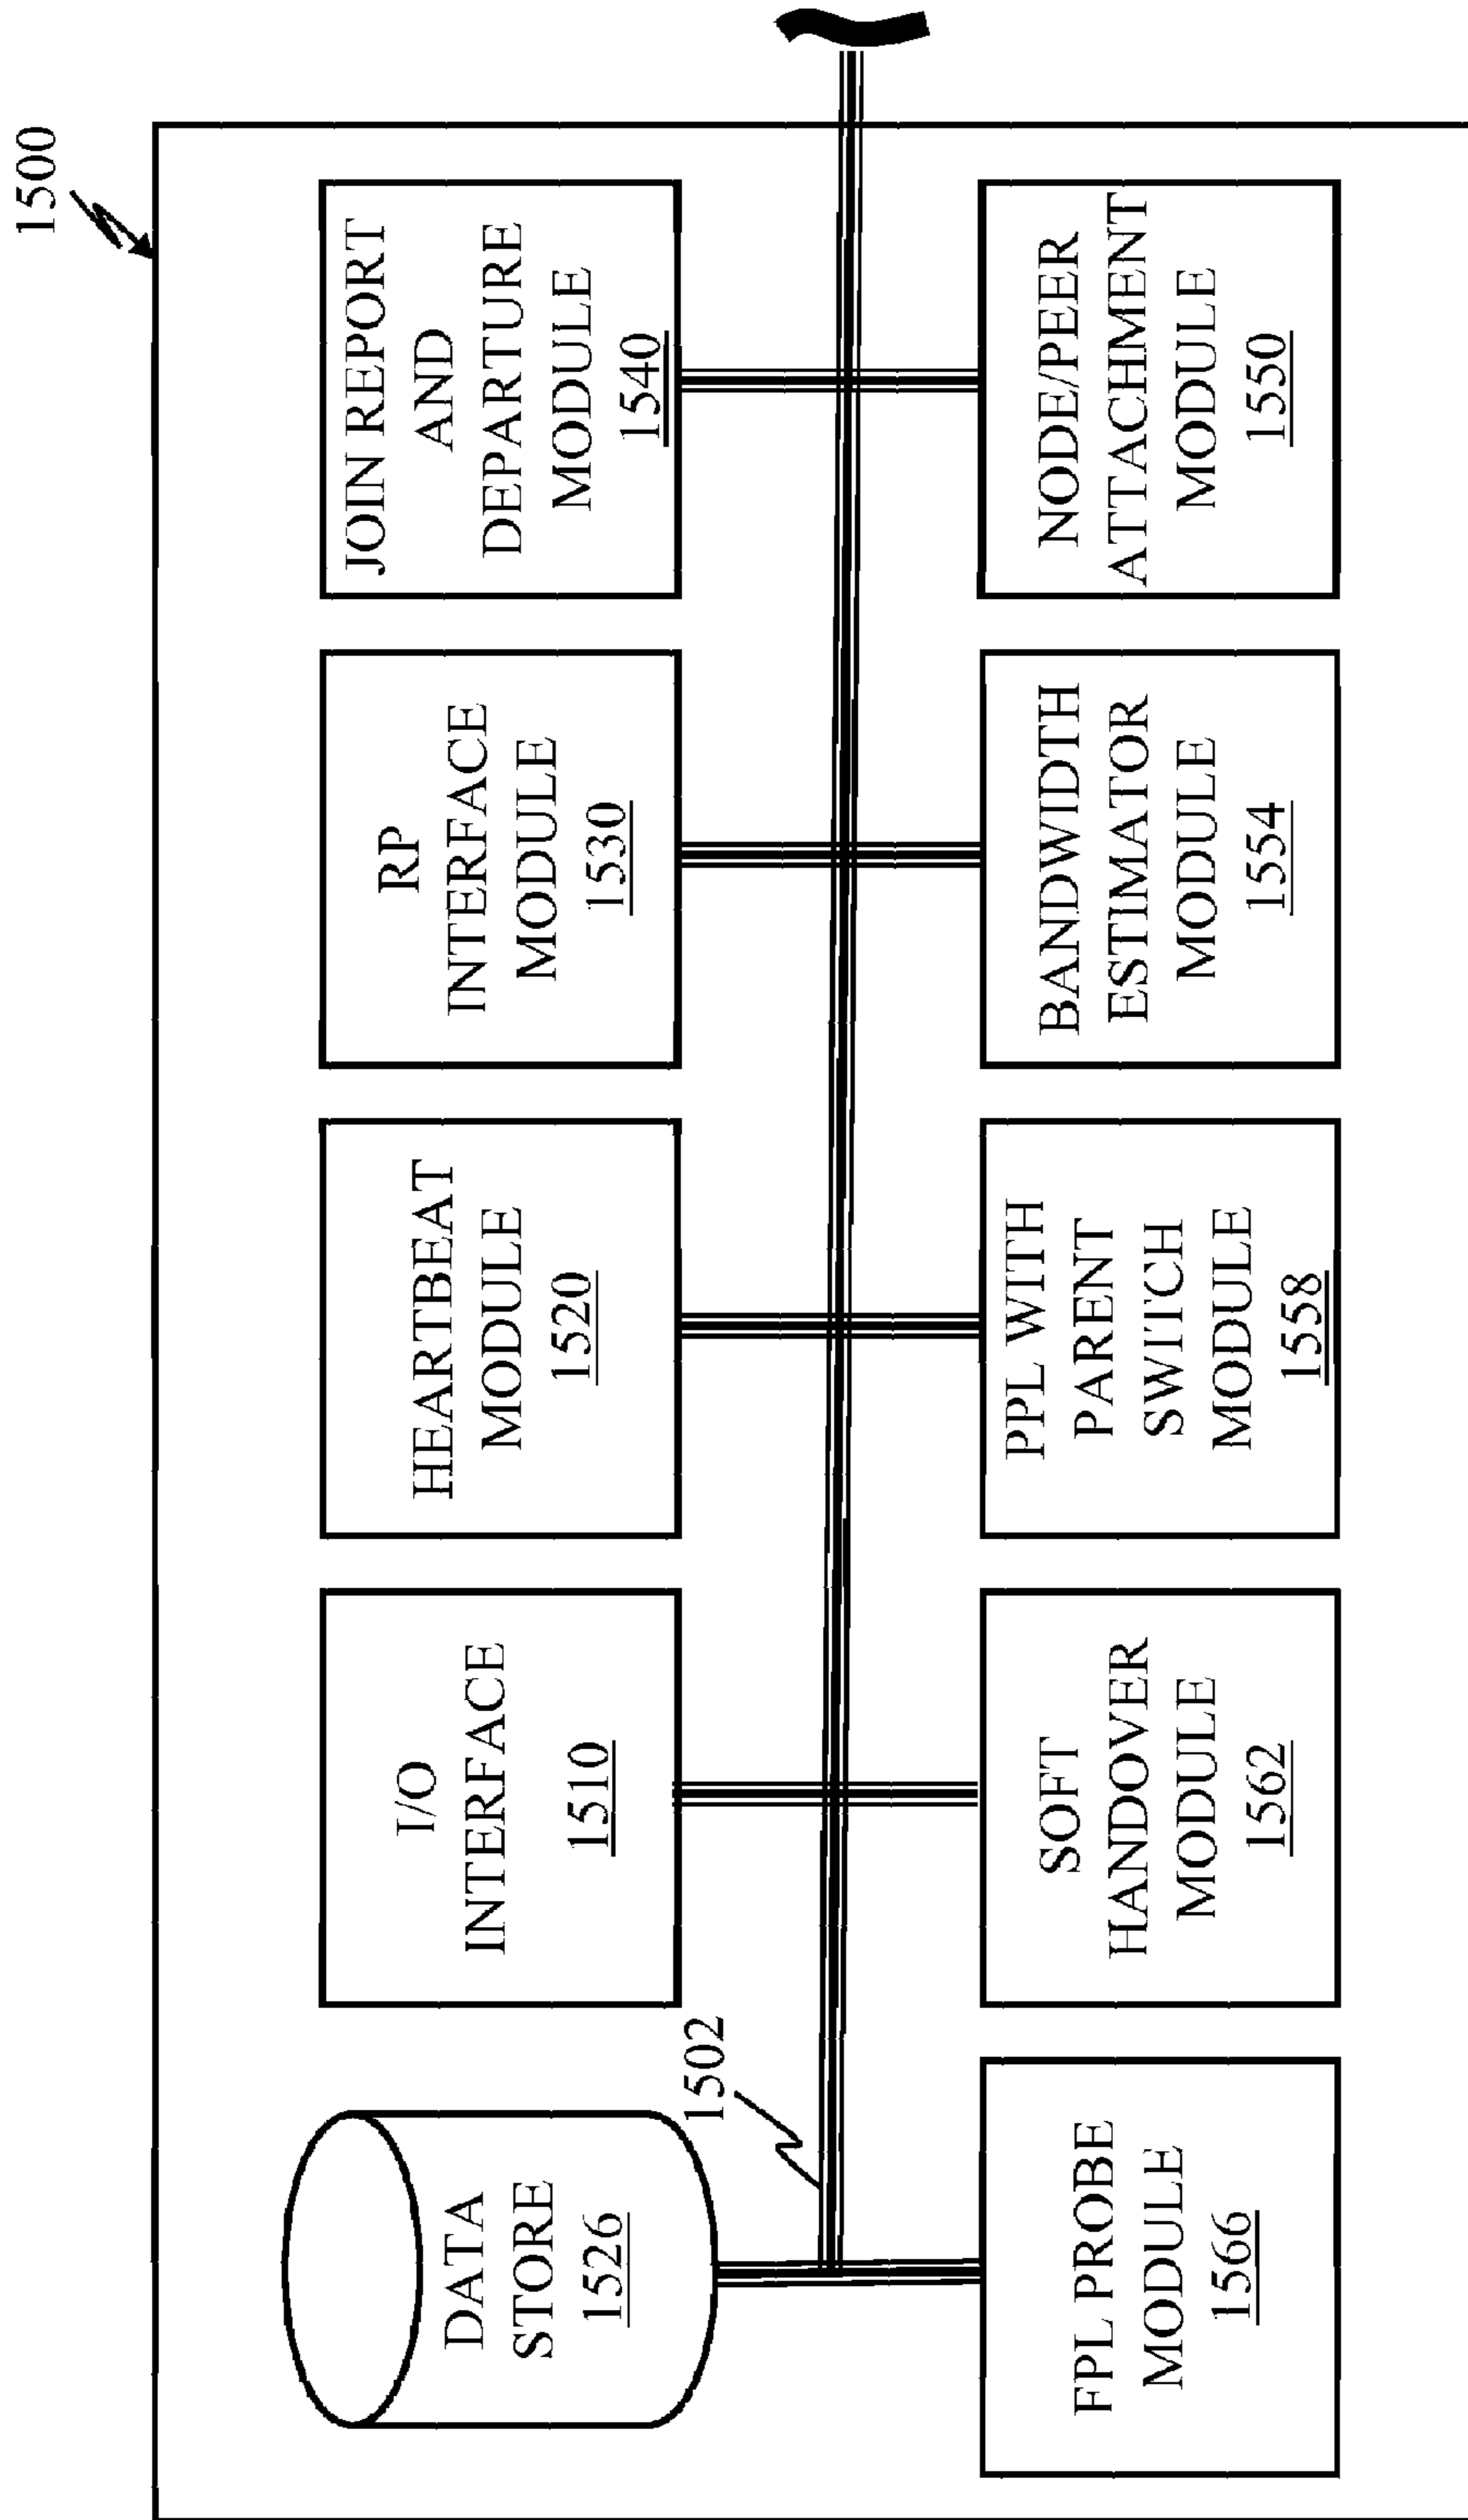 1500
DATA
STORE
1526
I/O
INTERFACE
1510
HEARTBEAT
MODULE
1520
RP
INTERFACE
MODULE
1530
JOIN REPORT
AND
DEPARTURE
MODULE
1540
1502
FPL PROBE
MODULE
1566
SOFT
HANDOVER
MODULE
1562
PPL WITH
PARENT
SWITCH
MODULE
1558
BANDWIDTH
ESTIMATOR
MODULE
1554
NODE/PEER
ATTACHMENT
MODULE
1550